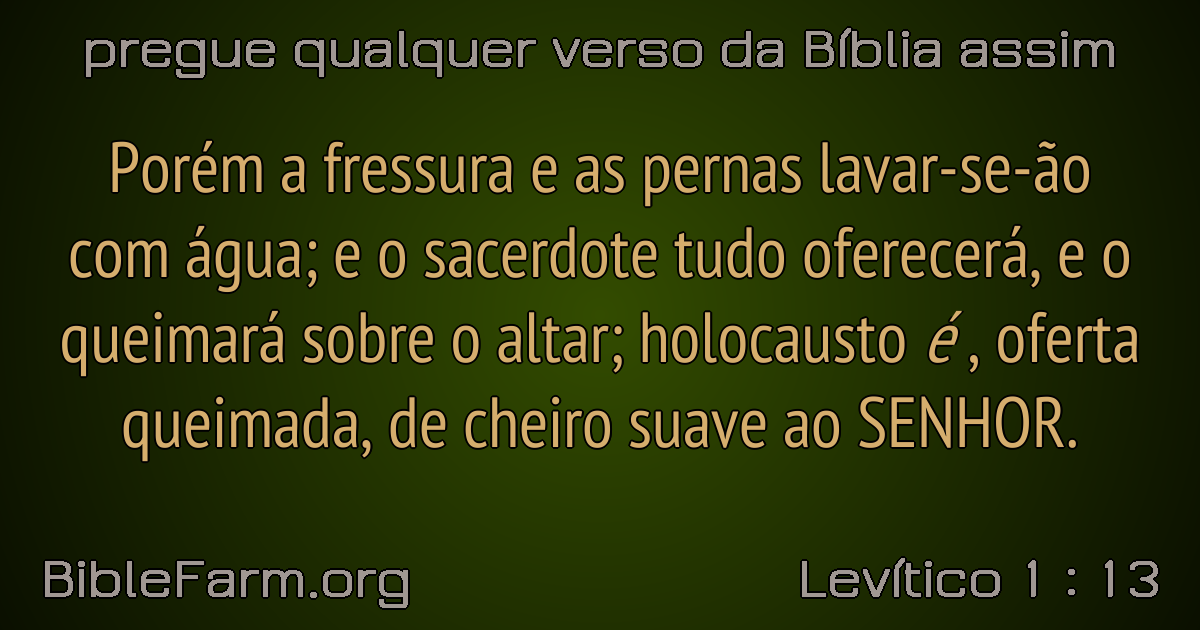 pregue qualquer verso da Bíblia assim
Porém a fressura e as pernas lavar-se-ão
com água; e o sacerdote tudo oferecerá, e o
queimará sobre o altar; holocausto é , oferta
queimada, de cheiro suave ao SENHOR.
BibleFarm.org
Levítico 1 : 13